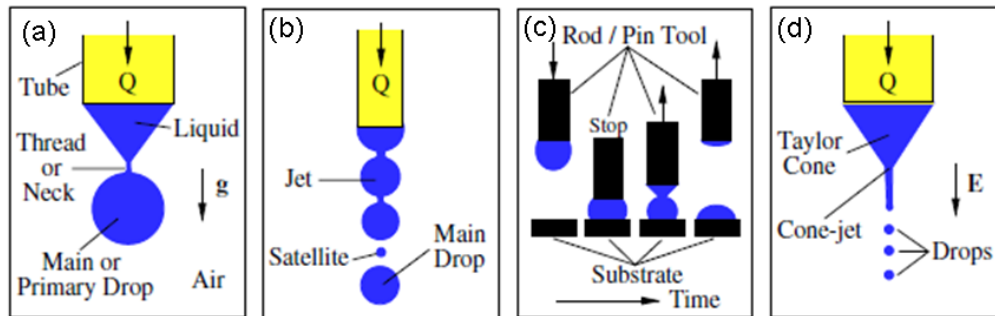 (a)
Q
Tube
Liquid
Thread
or
Neck
g
Main or
Primary Drop
Air
(b)
Q
Jet
Satellite
Main
Drop
(c)
Rod / Pin Tool
Stop
Substrate
Time
(d)
Q
Taylor
Cone
E
Cone-jet
Drops